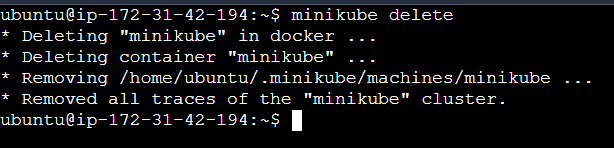 ubuntu@ip-172-31-42-194:~$ minikube delete
* Deleting "minikube" in docker ...
* Deleting container "minikube" ...
* Removing /home/ubuntu/.minikube/machines/minikube ...
* Removed all traces of the "minikube" cluster.
ubuntu@ip-172-31-42-194:~$